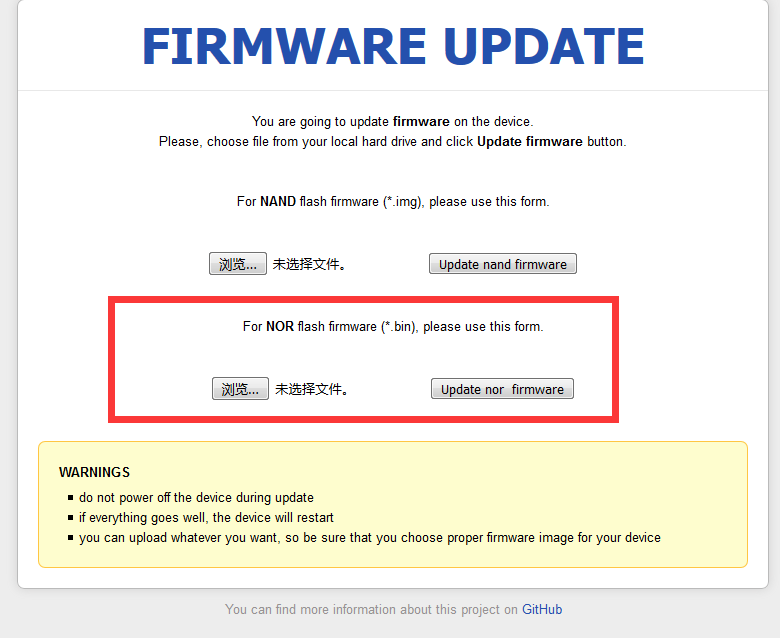 FIRMWARE UPDATE
You are going to update firmware on the device.
Please, choose file from your local hard drive and click Update firmware button.
For NAND flash firmware (*.img), please use this form.
浏览... 未选择文件。 Update nand firmware
For NOR flash firmware (*.bin), please use this form.
浏览... 未选择文件。 Update nor firmware
WARNINGS
▪ do not power off the device during update
▪ if everything goes well, the device will restart
▪ you can upload whatever you want, so be sure that you choose proper firmware image for your device
You can find more information about this project on GitHub